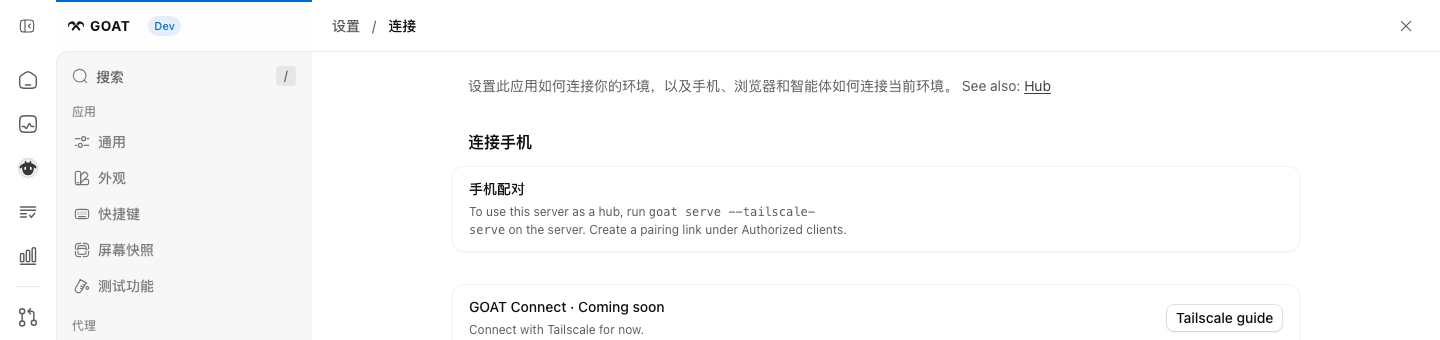 GOAT Dev
设置 / 连接
搜索 /
应用
通用
外观
快捷键
屏幕快照
测试功能
代理
设置此应用如何连接你的环境，以及手机、浏览器和智能体如何连接当前环境。 See also: Hub
连接手机
手机配对
To use this server as a hub, run goat serve --tailscale-
serve on the server. Create a pairing link under Authorized clients.
GOAT Connect · Coming soon
Connect with Tailscale for now.
Tailscale guide